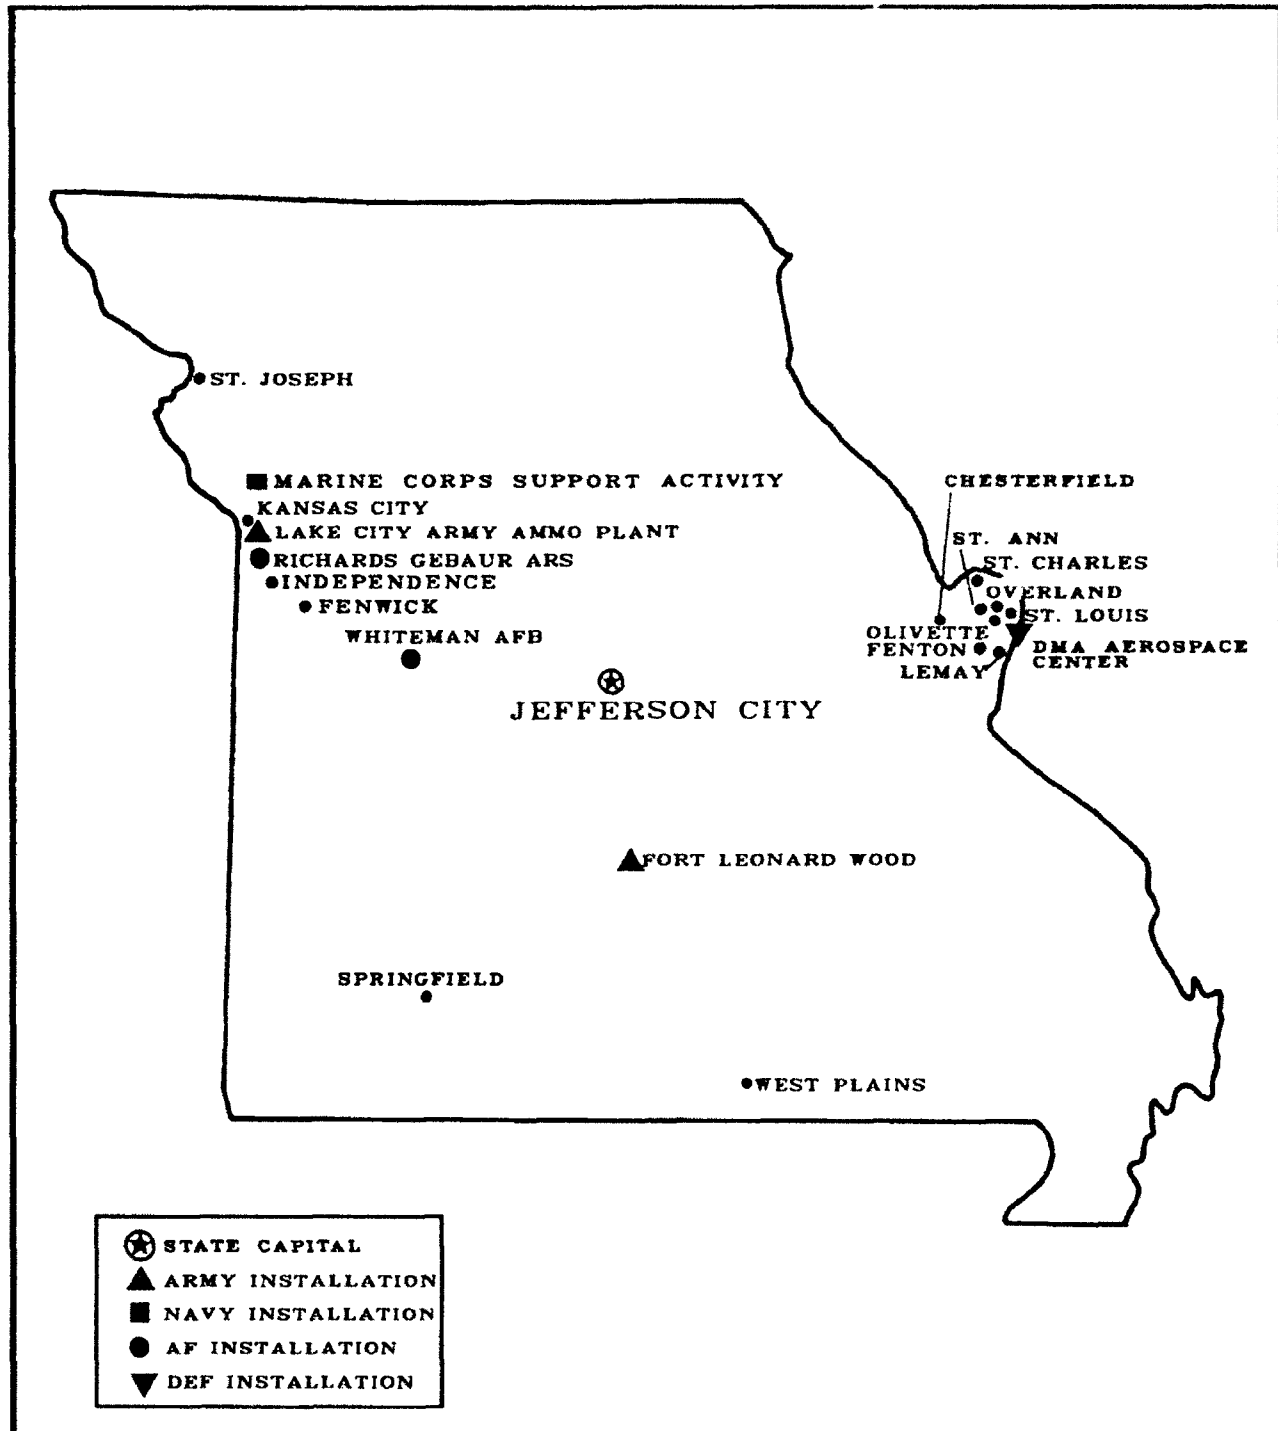 ST. JOSEPH
MARINE CORPS SUPPORT ACTIVITY
KANSAS CITY
LAKE CITY ARMY AMMO PLANT
RICHARDS GEBAUR ARS
INDEPENDENCE
FENWICK
WHITEMAN AFB
CHESTERFIELD
ST. ANN
ST. CHARLES
OVERLAND
ST. LOUIS
OLIVETTE
FENTON
LEMAY
DMA AEROSPACE
CENTER
JEFFERSON CITY
FORT LEONARD WOOD
SPRINGFIELD
WEST PLAINS
STATE CAPITAL
ARMY INSTALLATION
NAVY INSTALLATION
AF INSTALLATION
DEF INSTALLATION